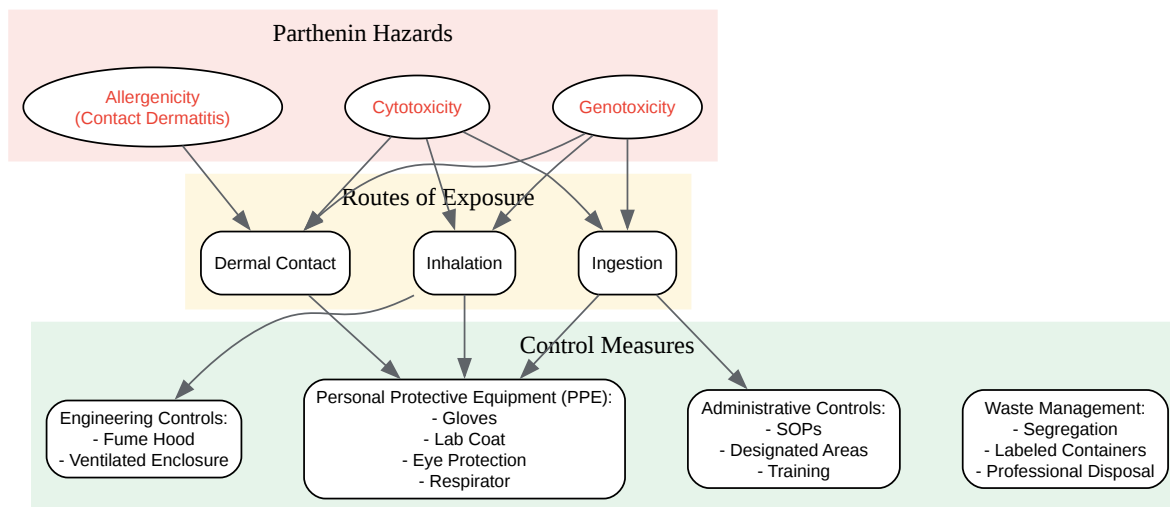 Parthenin Hazards
Allergenicity
(Contact Dermatitis)
Cytotoxicity
Genotoxicity
Routes of Exposure
Dermal Contact
Inhalation
Ingestion
Control Measures
Engineering Controls:
- Fume Hood
- Ventilated Enclosure
Personal Protective Equipment (PPE):
- Gloves
- Lab Coat
- Eye Protection
- Respirator
Administrative Controls:
- SOPs
- Designated Areas
- Training
Waste Management:
- Segregation
- Labeled Containers
- Professional Disposal